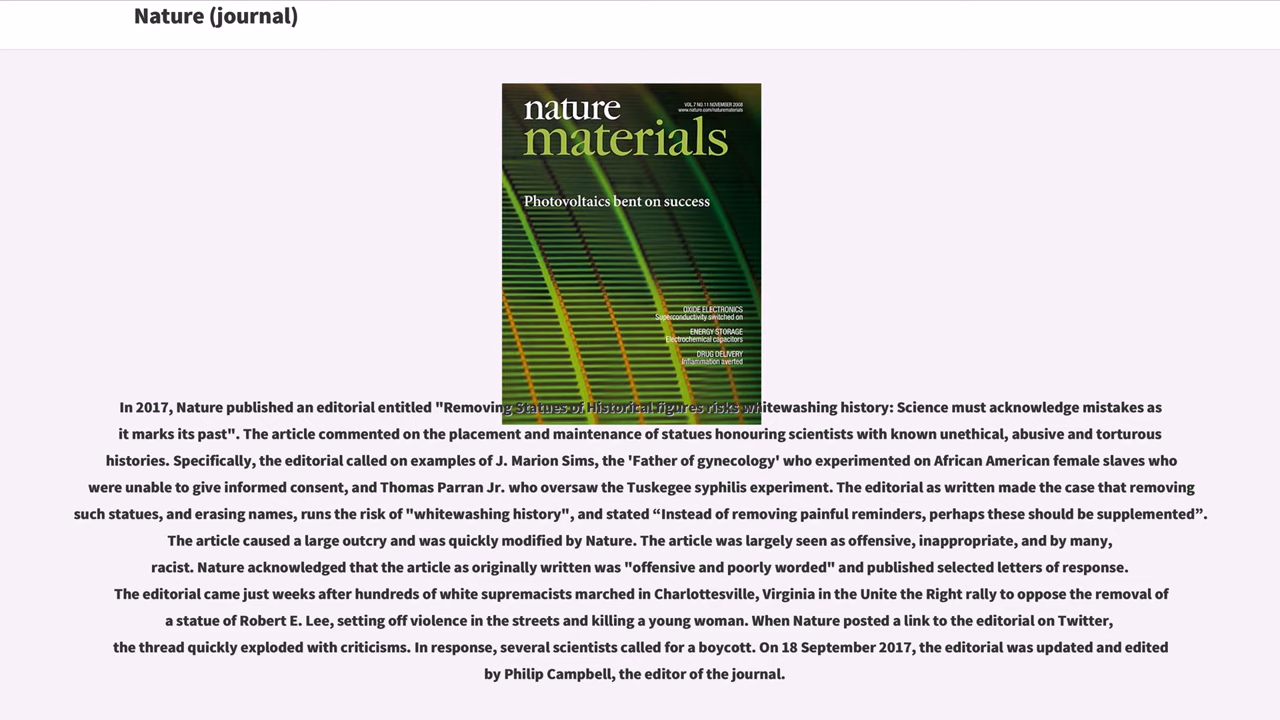 Nature (journal)
nature
VOL.7 NO.11 NOVEMBER 2008
www.nature.com/naturematerials
materials
Photovoltaics bent on success
OXIDE ELECTRONICS
Superconductivity switched on
ENERGY STORAGE
Electrochemical capacitors
DRUG DELIVERY
Inflammation averted
In 2017, Nature published an editorial entitled "Removing Statues of Historical figures risks whitewashing history: Science must acknowledge mistakes as
it marks its past". The article commented on the placement and maintenance of statues honouring scientists with known unethical, abusive and torturous
histories. Specifically, the editorial called on examples of J. Marion Sims, the 'Father of gynecology' who experimented on African American female slaves who
were unable to give informed consent, and Thomas Parran Jr. who oversaw the Tuskegee syphilis experiment. The editorial as written made the case that removing
such statues, and erasing names, runs the risk of "whitewashing history", and stated “Instead of removing painful reminders, perhaps these should be supplemented”.
The article caused a large outcry and was quickly modified by Nature. The article was largely seen as offensive, inappropriate, and by many,
racist. Nature acknowledged that the article as originally written was "offensive and poorly worded" and published selected letters of response.
The editorial came just weeks after hundreds of white supremacists marched in Charlottesville, Virginia in the Unite the Right rally to oppose the removal of
a statue of Robert E. Lee, setting off violence in the streets and killing a young woman. When Nature posted a link to the editorial on Twitter,
the thread quickly exploded with criticisms. In response, several scientists called for a boycott. On 18 September 2017, the editorial was updated and edited
by Philip Campbell, the editor of the journal.